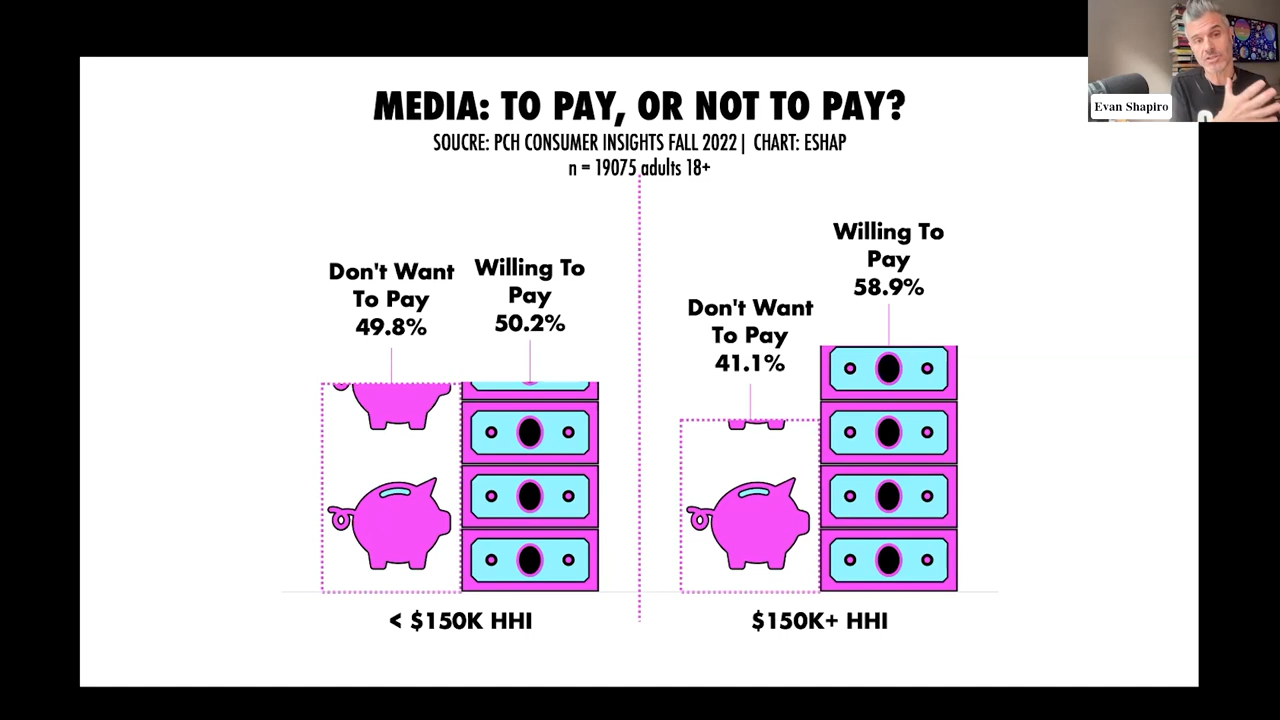 MEDIA: TO PAY, OR NOT TO PAY?
SOUCRE: PCH CONSUMER INSIGHTS FALL 2022 | CHART: ESHAP
n = 19075 adults 18+
Don't Want
To Pay
49.8%
Willing To
Pay
50.2%
Don't Want
To Pay
41.1%
Willing To
Pay
58.9%
< $150K HHI
$150K+ HHI
Evan Shapiro